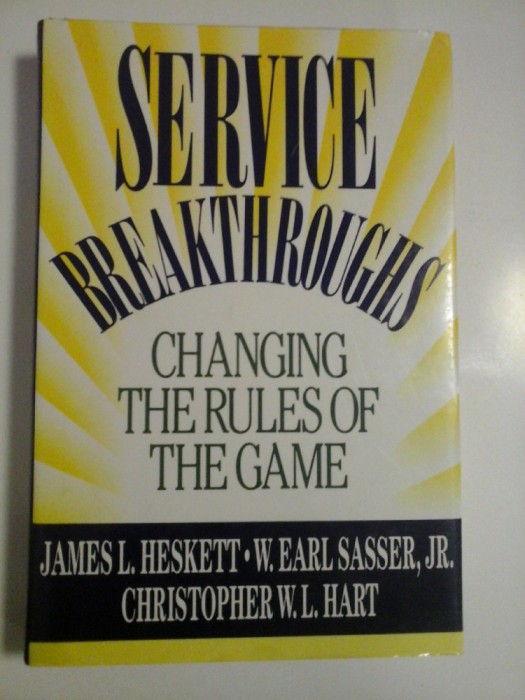 SERVICE
BREAKTHROUGHS
CHANGING
THE RULES OF
THE GAME
JAMES L. HESKETT • W. EARL SASSER, JR.
CHRISTOPHER W. L. HART